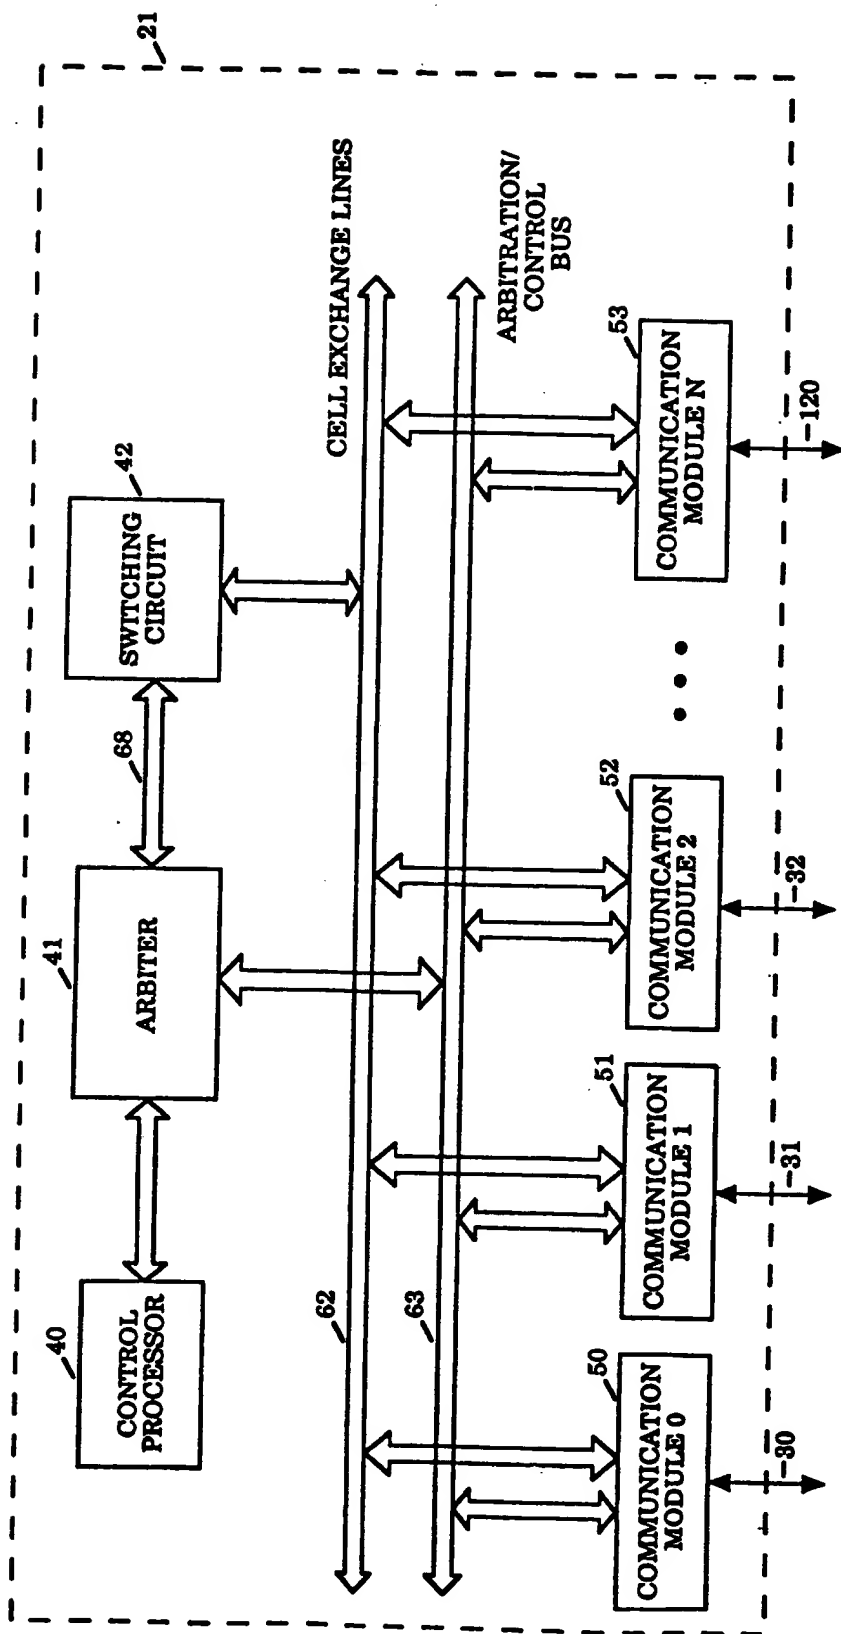 21
40
CONTROL
PROCESSOR
41
ARBITER
68
42
SWITCHING
CIRCUIT
62
CELL EXCHANGE LINES
63
ARBITRATION/
CONTROL
BUS
50
COMMUNICATION
MODULE 0
51
COMMUNICATION
MODULE 1
52
COMMUNICATION
MODULE 2
53
COMMUNICATION
MODULE N
30
31
32
120